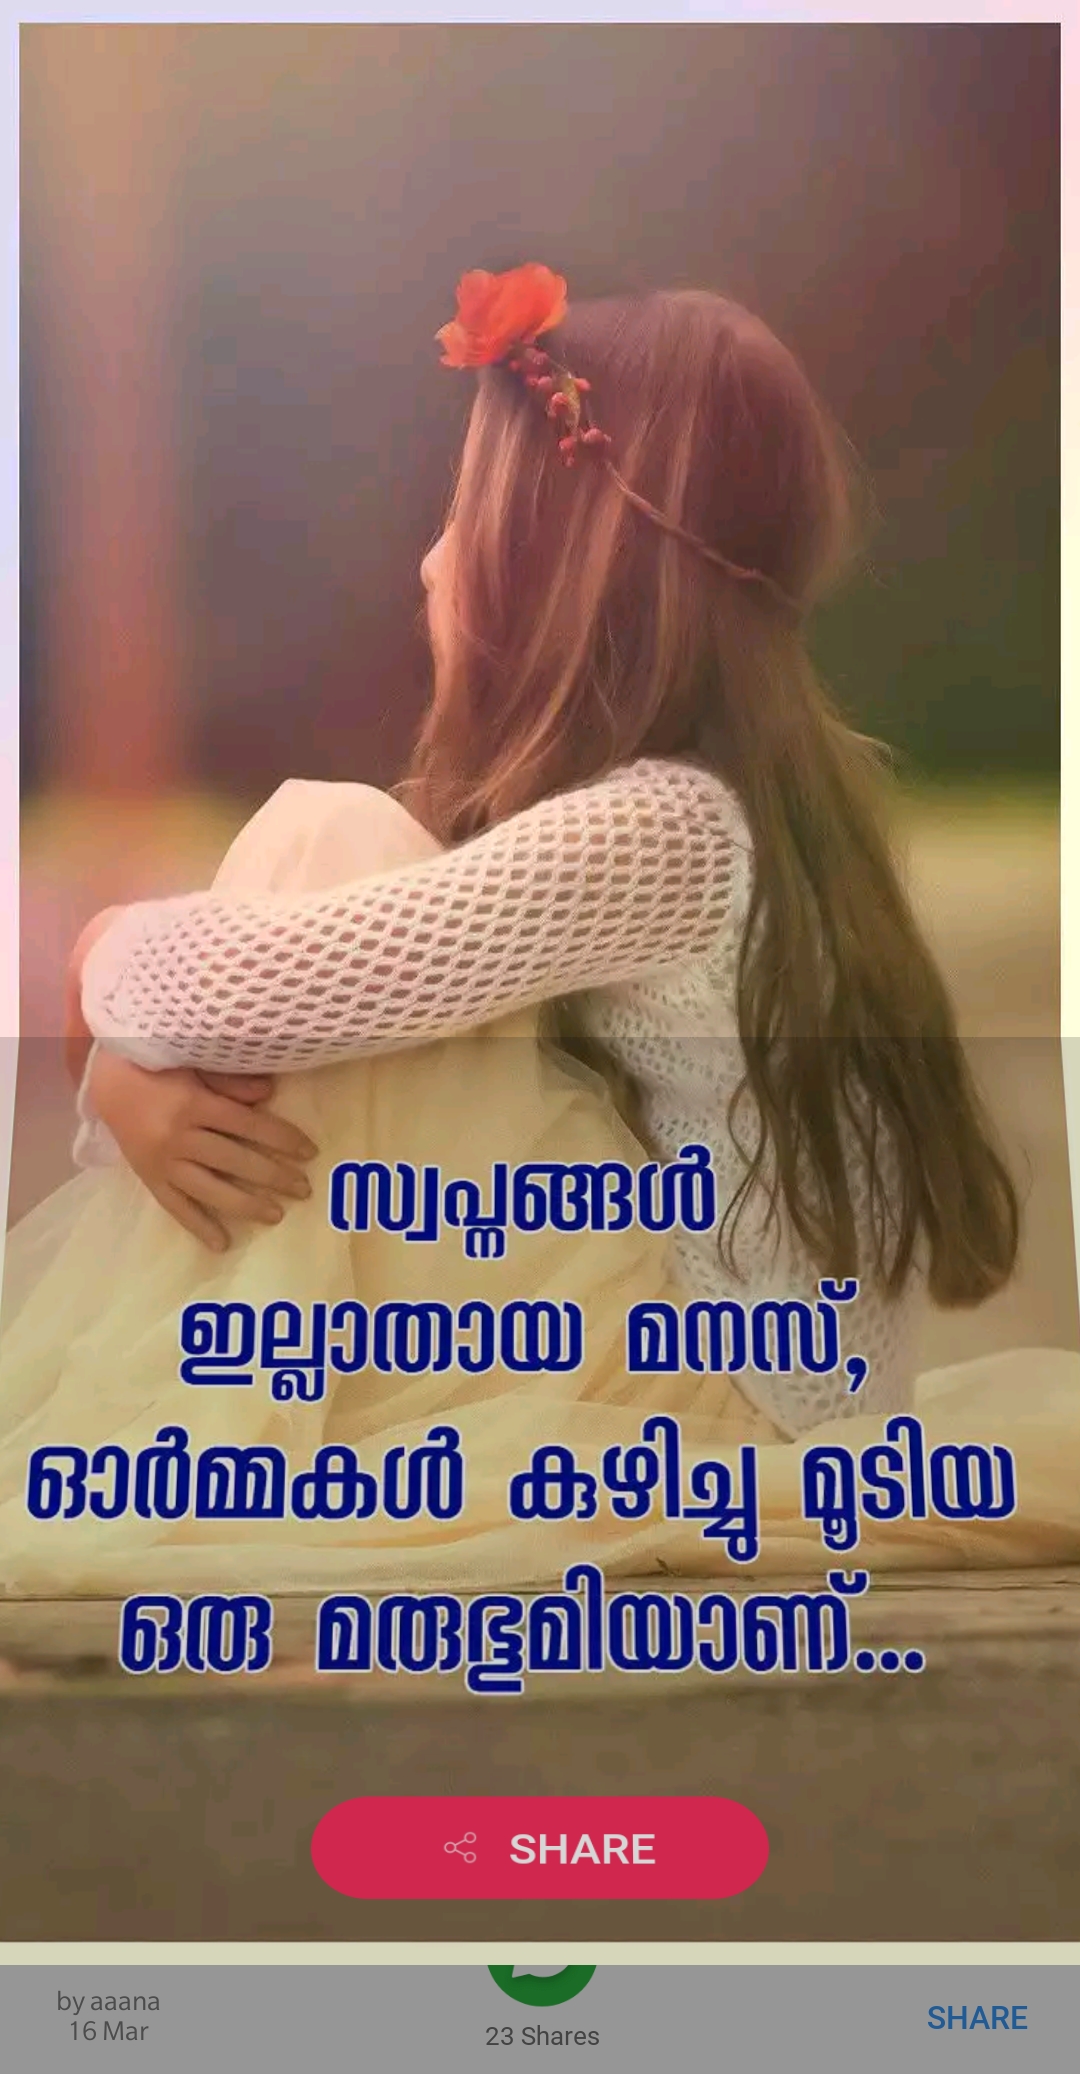 സ്വപ്നങ്ങൾ
ഇല്ലാതായ മനസ്,
ഓർമ്മകൾ കുഴിച്ചു മൂടിയ
ഒരു മരുഭൂമിയാണ്...
SHARE
by aaana
16 Mar
23 Shares
SHARE